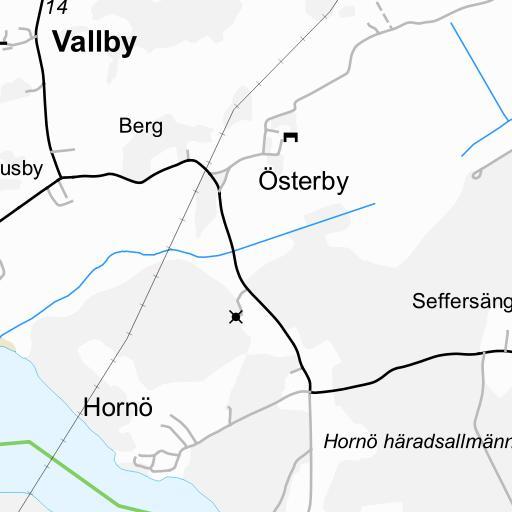 14
Vallby
Berg
usby
Österby
Seffersäng
Hornö
Hornö häradsallmänn